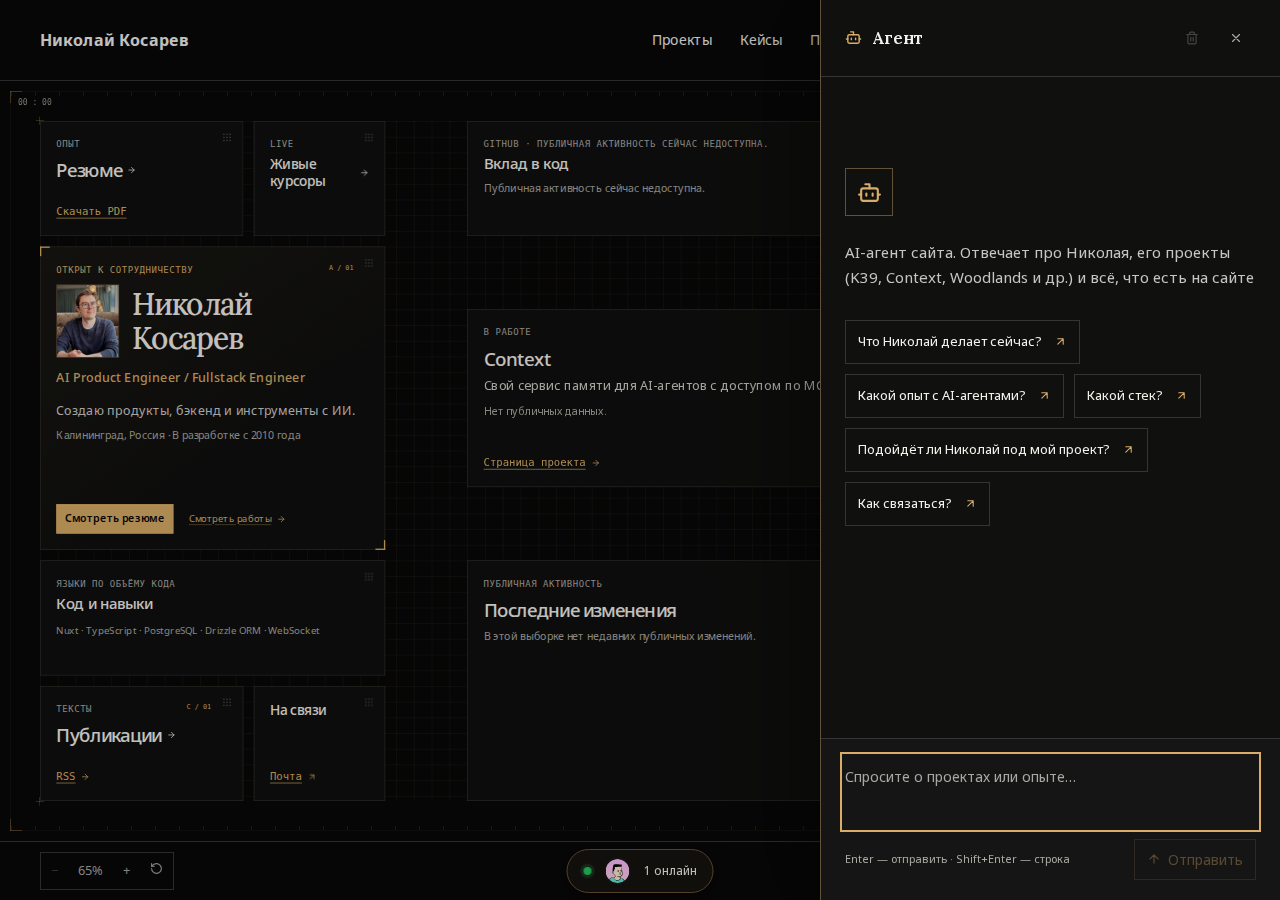 Николай Косарев
Проекты
Кейсы
П
Агент
00 : 00
ОПЫТ
Резюме
Скачать PDF
LIVE
Живые
курсоры
GITHUB · ПУБЛИЧНАЯ АКТИВНОСТЬ СЕЙЧАС НЕДОСТУПНА.
Вклад в код
Публичная активность сейчас недоступна.
ОТКРЫТ К СОТРУДНИЧЕСТВУ
A / 01
Николай
Косарев
AI Product Engineer / Fullstack Engineer
Создаю продукты, бэкенд и инструменты с ИИ.
Калининград, Россия · В разработке с 2010 года
Смотреть резюме
Смотреть работы
В РАБОТЕ
Context
Свой сервис памяти для AI-агентов с доступом по MC
Нет публичных данных.
Страница проекта
ЯЗЫКИ ПО ОБЪЁМУ КОДА
Код и навыки
Nuxt · TypeScript · PostgreSQL · Drizzle ORM · WebSocket
ПУБЛИЧНАЯ АКТИВНОСТЬ
Последние изменения
В этой выборке нет недавних публичных изменений.
ТЕКСТЫ
C / 01
Публикации
RSS
На связи
Почта
65%
1 онлайн
AI-агент сайта. Отвечает про Николая, его проекты
(K39, Context, Woodlands и др.) и всё, что есть на сайте
Что Николай делает сейчас?
Какой опыт с AI-агентами?
Какой стек?
Подойдёт ли Николай под мой проект?
Как связаться?
Спросите о проектах или опыте…
Enter — отправить · Shift+Enter — строка
Отправить